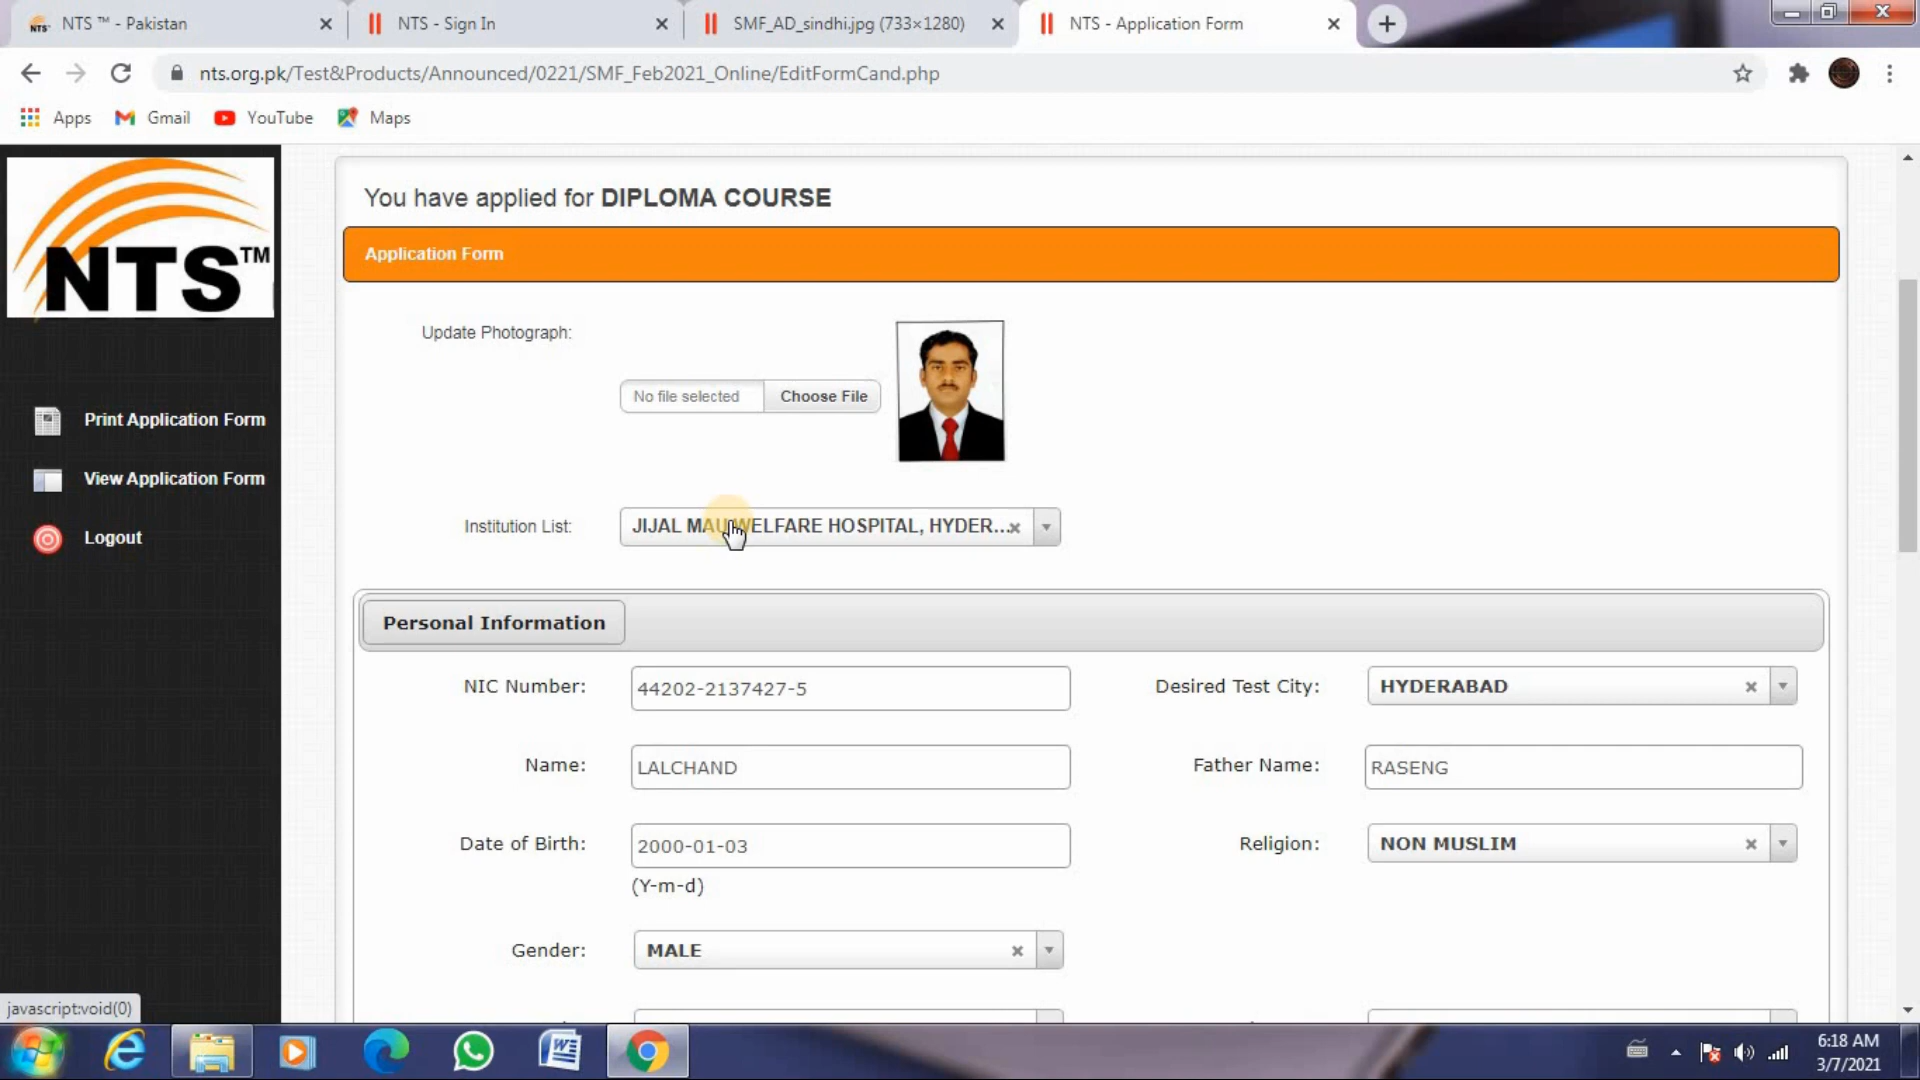 NTS ™ - Pakistan
NTS - Sign In
SMF_AD_sindhi.jpg (733×1280)
NTS - Application Form
nts.org.pk/Test&Products/Announced/0221/SMF_Feb2021_Online/EditFormCand.php
Apps
Gmail
YouTube
Maps
NTS™
Print Application Form
View Application Form
Logout
You have applied for DIPLOMA COURSE
Application Form
Update Photograph:
No file selected
Choose File
Institution List:
JIJAL MAU WELFARE HOSPITAL, HYDER...
Personal Information
NIC Number:
44202-2137427-5
Desired Test City:
HYDERABAD
Name:
LALCHAND
Father Name:
RASENG
Date of Birth:
2000-01-03
(Y-m-d)
Religion:
NON MUSLIM
Gender:
MALE
javascript:void(0)
6:18 AM
3/7/2021